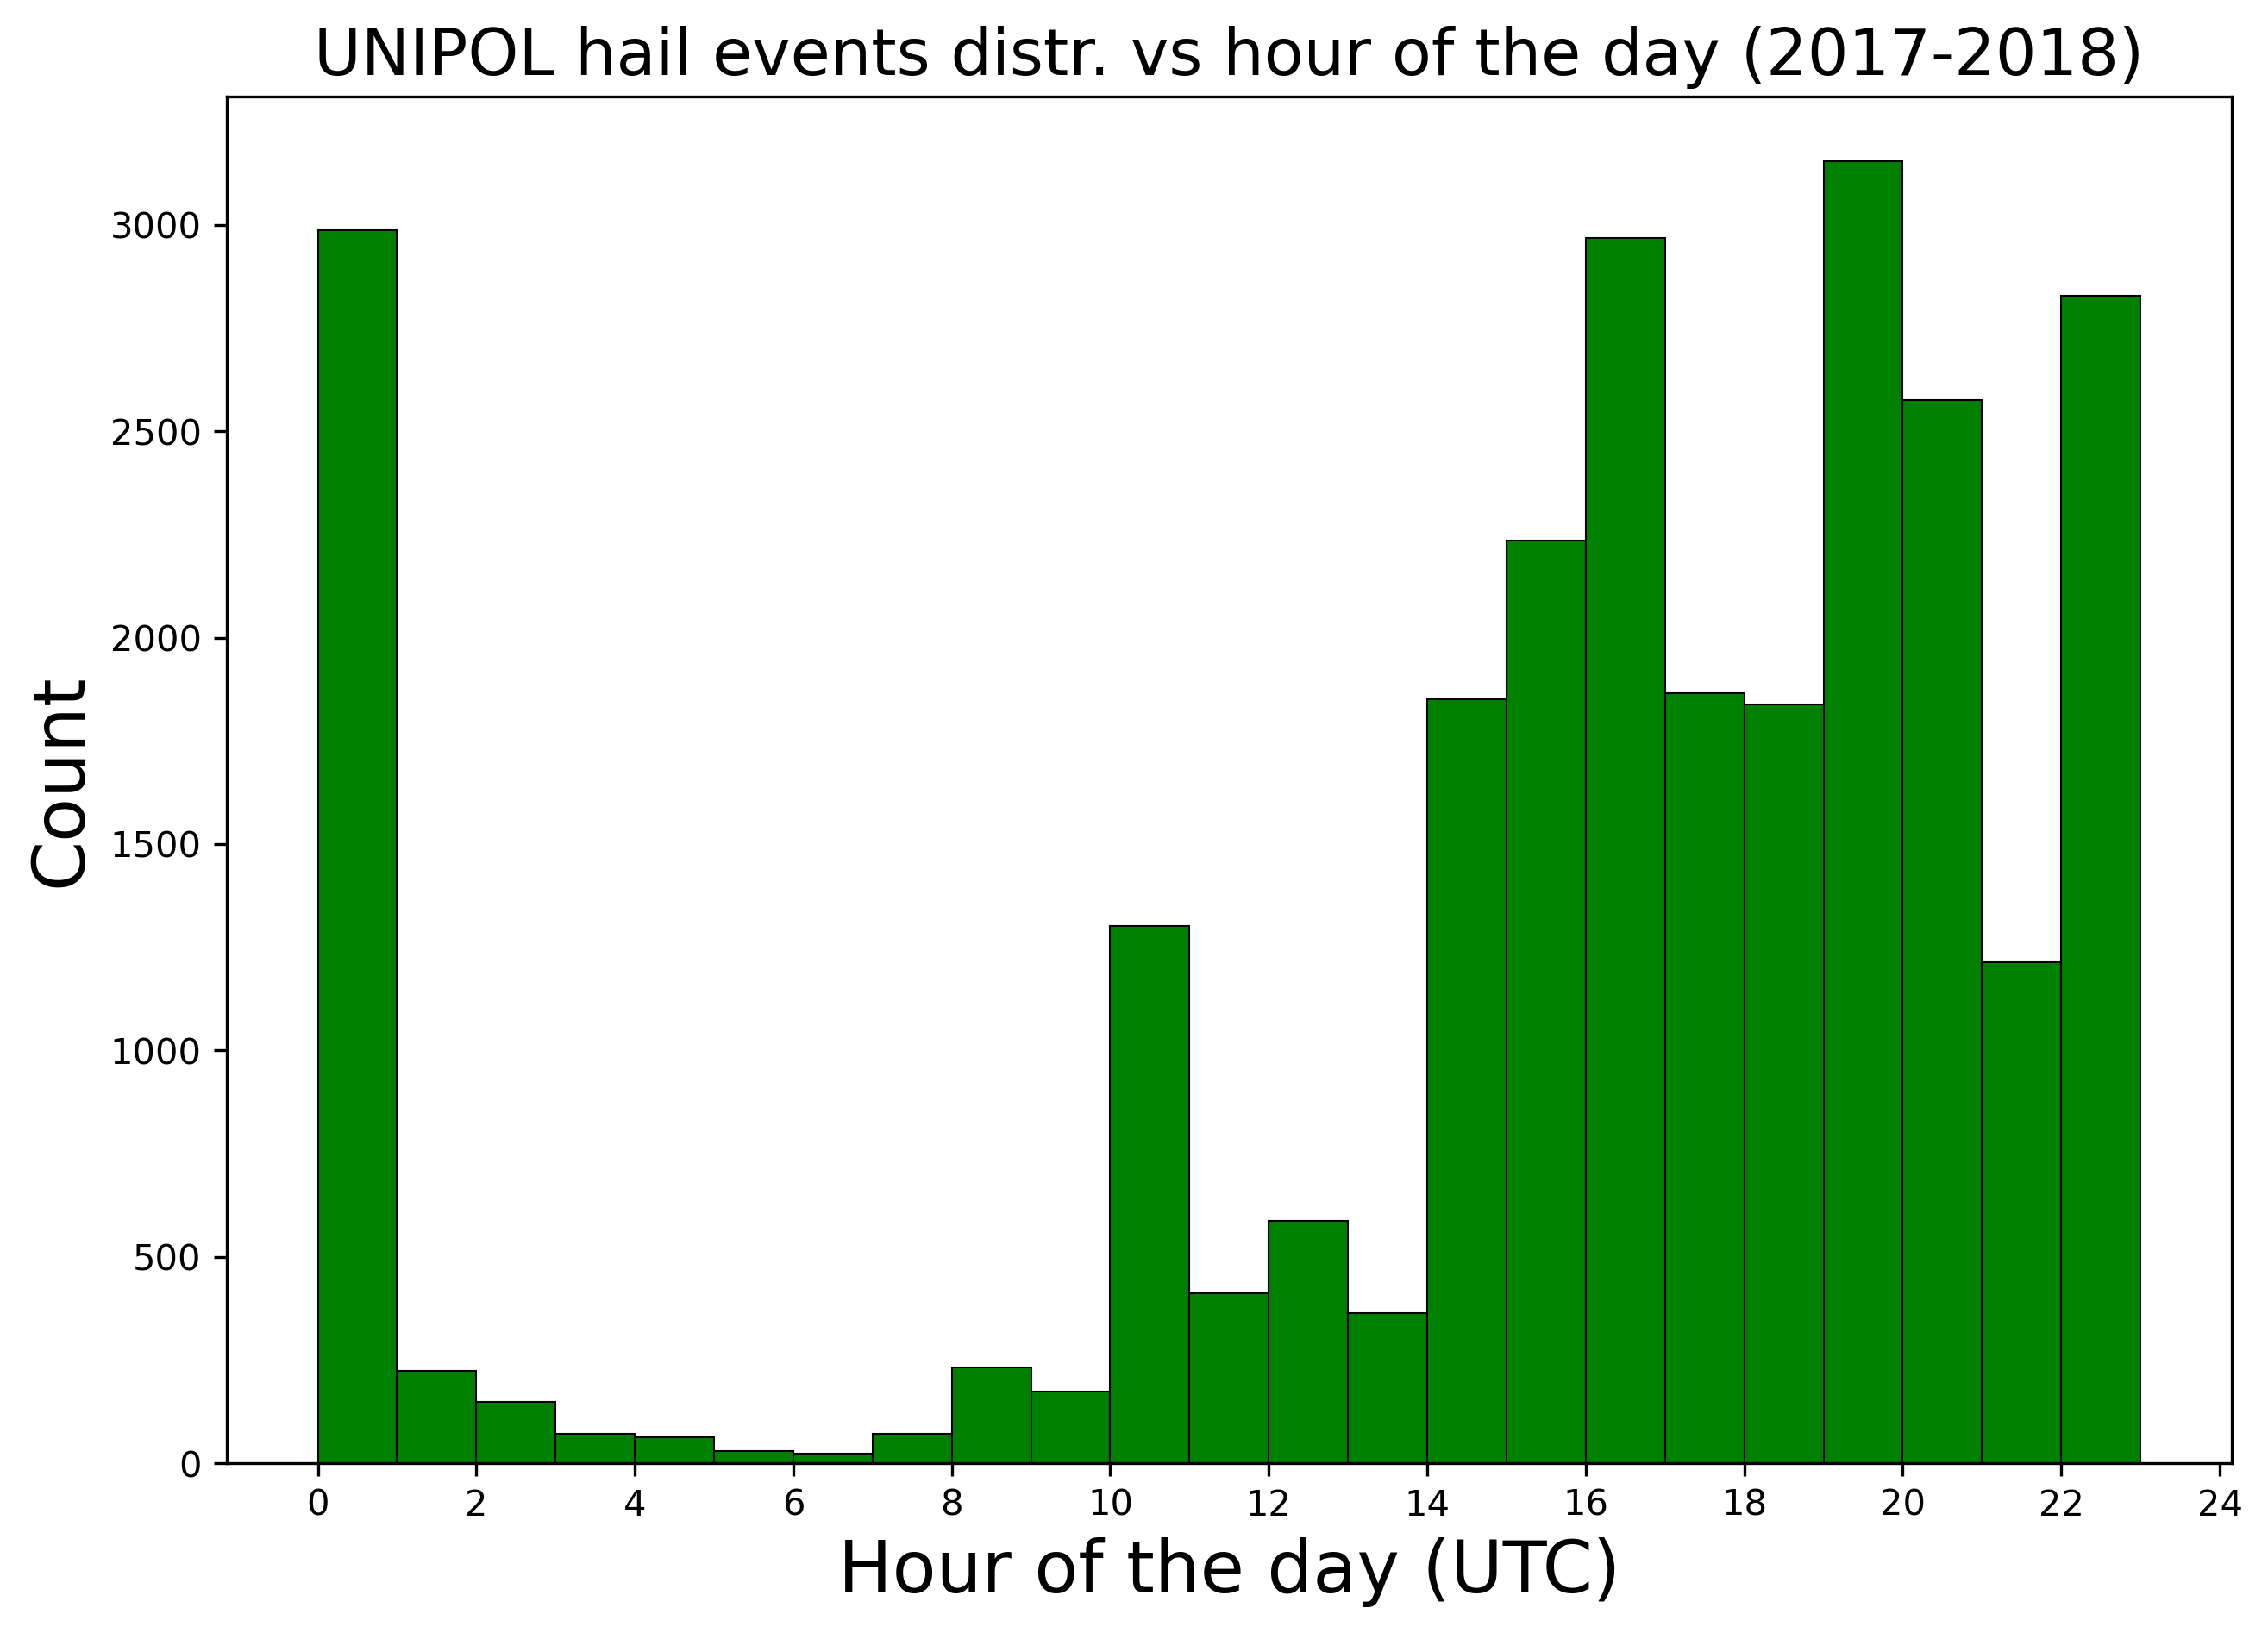 UNIPOL hail events distr. vs hour of the day (2017-2018)
3000
2500
2000
1500
1000
500
0
Count
0 2 4 6 8 10 12 14 16 18 20 22 24
Hour of the day (UTC)